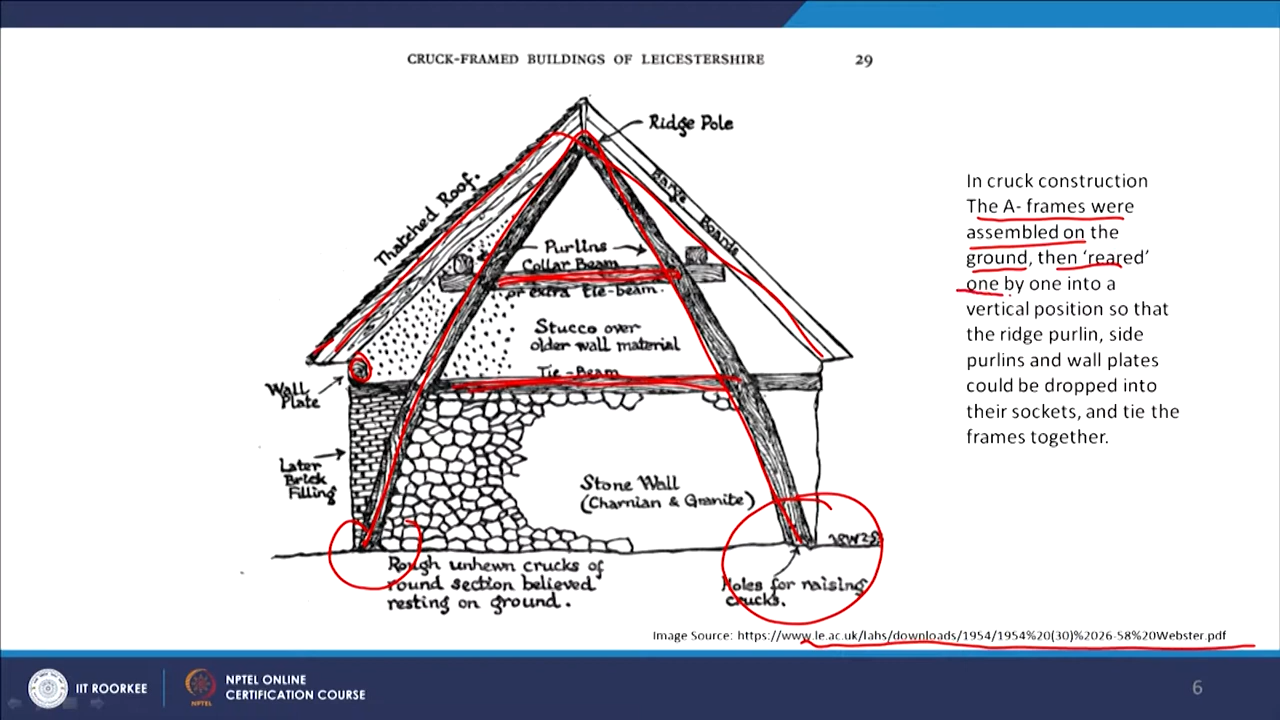 CRUCK-FRAMED BUILDINGS OF LEICESTERSHIRE 29
Ridge Pole
Thatched Roof.
Barge Boards
Purlins
Collar Beam
or extra tie-beam.
Stucco over
older wall material
Tie-Beam
Wall
Plate
Later
Brick
Filling
Stone Wall
(Charnian & Granite)
Rough unhewn crucks of
round section believed
resting on ground.
Holes for raising
crucks.
In cruck construction
The A- frames were
assembled on the
ground, then ‘reared’
one by one into a
vertical position so that
the ridge purlin, side
purlins and wall plates
could be dropped into
their sockets, and tie the
frames together.
Image Source: https://www.le.ac.uk/lahs/downloads/1954/1954%20(30)%2026-58%20Webster.pdf
IIT ROORKEE
NPTEL
NPTEL ONLINE
CERTIFICATION COURSE
6